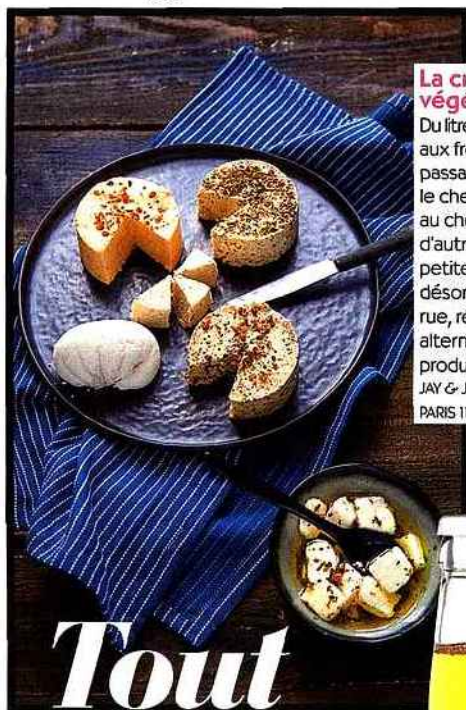 La cr
végé
Du litre
aux fr
passa
le che
au ch
d'autr
petite
désor
rue, re
altern
produ
JAY & J
PARIS 1
Tout